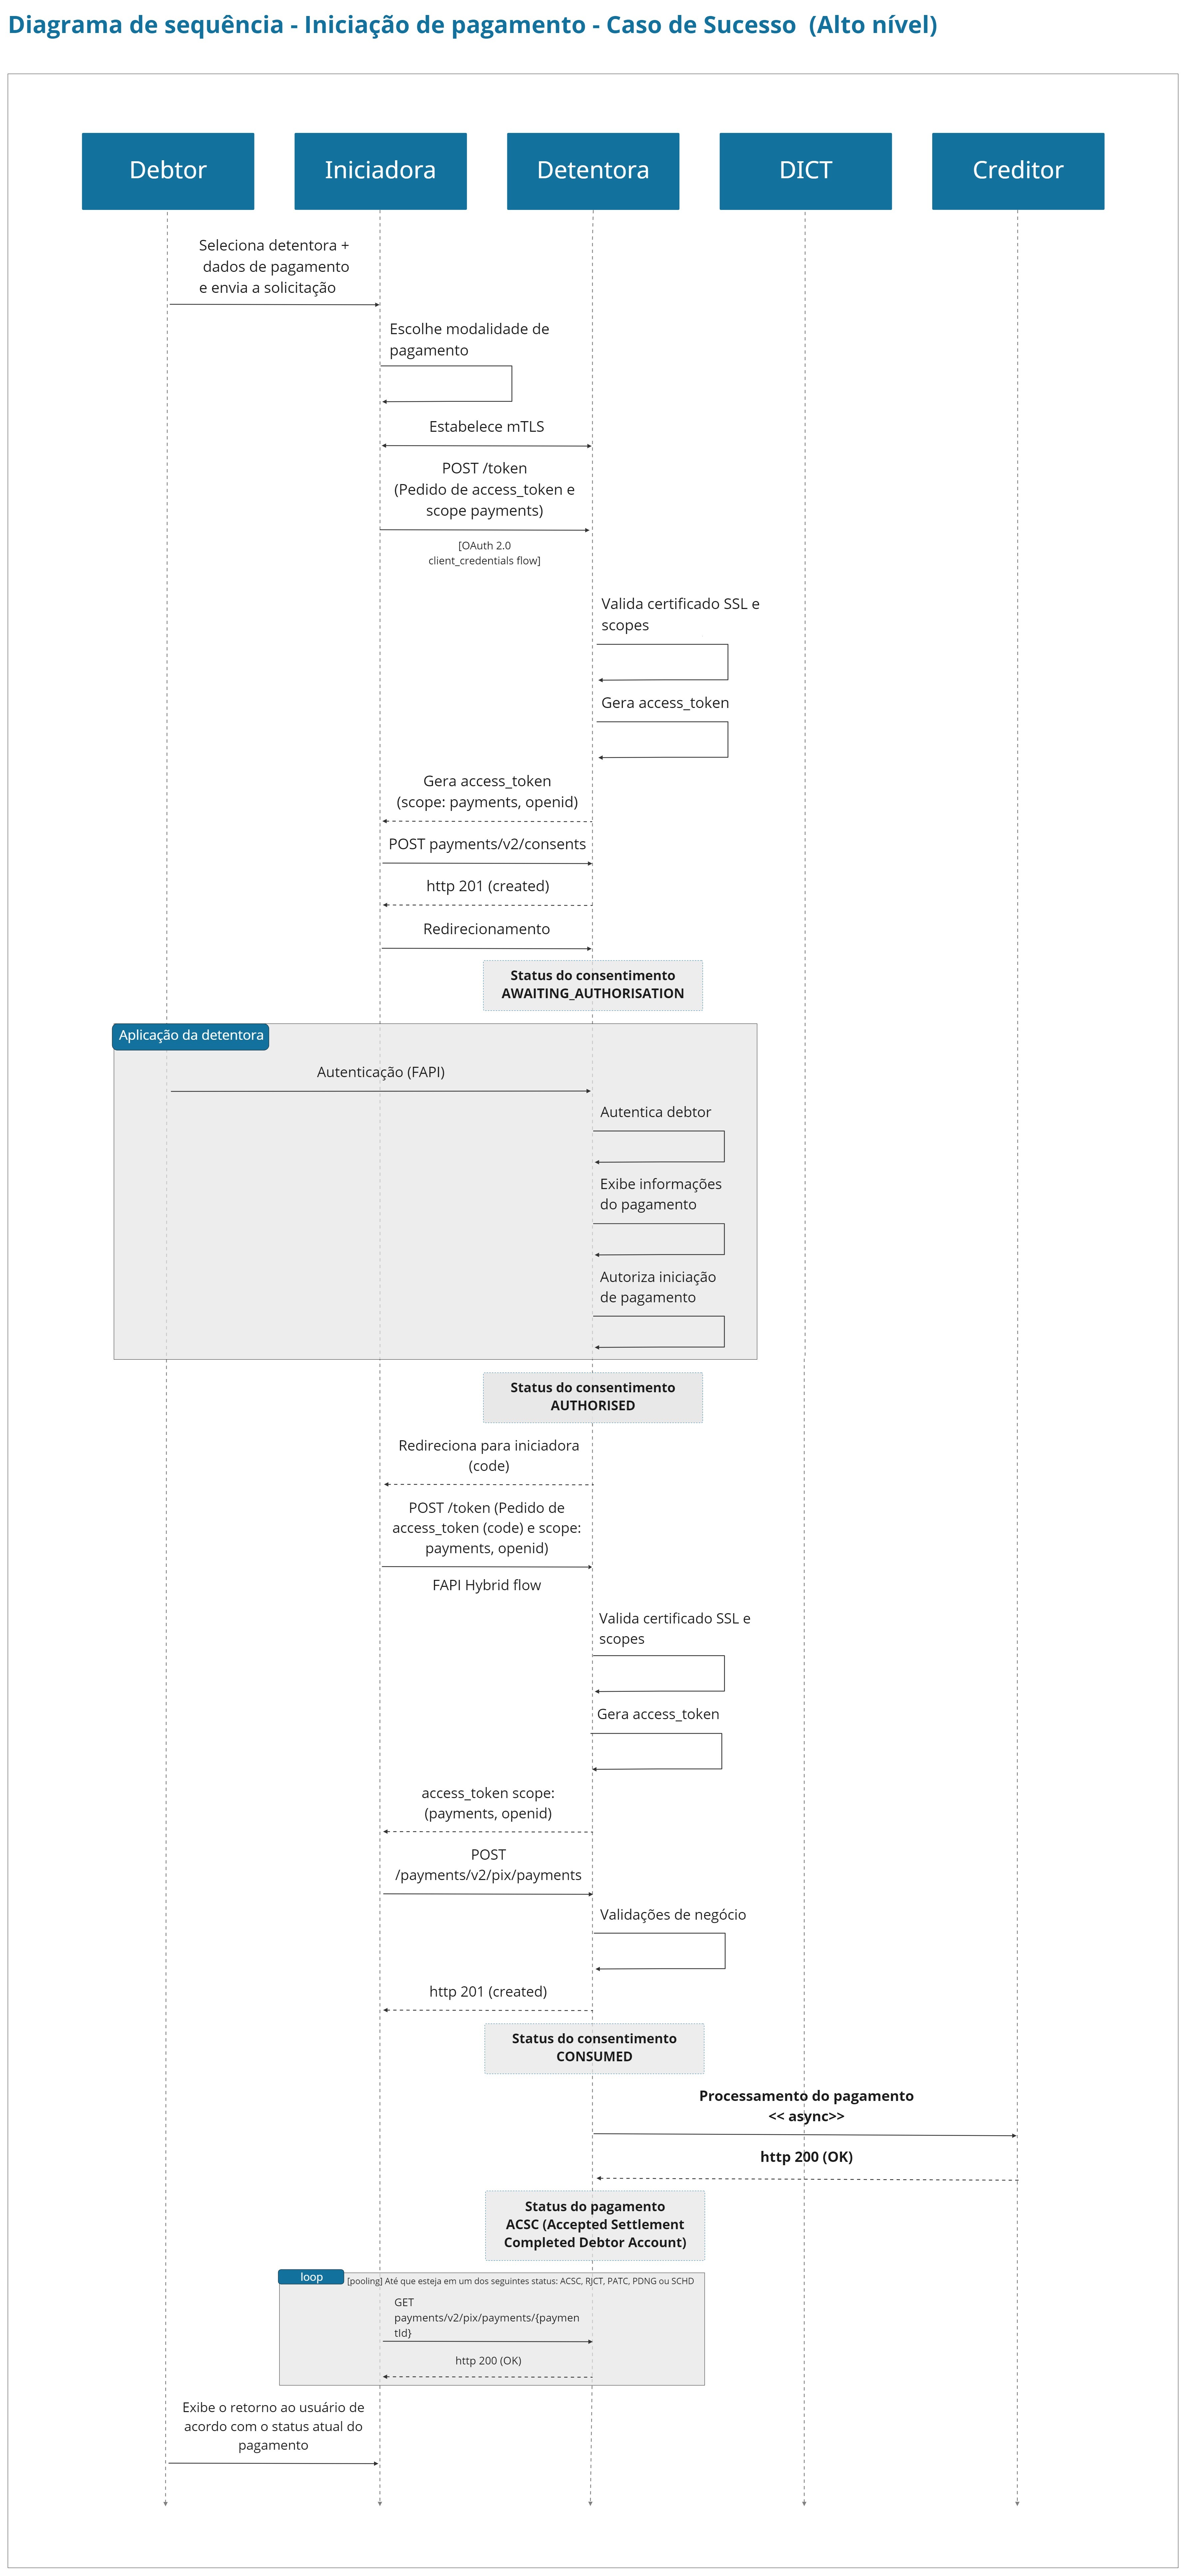 Diagrama de sequência - Iniciação de pagamento - Caso de Sucesso  (Alto nível)
Debtor
Iniciadora
Detentora
DICT
Creditor
Seleciona detentora +
dados de pagamento
e envia a solicitação
Escolhe modalidade de
pagamento
Estabelece mTLS
POST /token
(Pedido de access_token e
scope payments)
[OAuth 2.0
client_credentials flow]
Valida certificado SSL e
scopes
Gera access_token
Gera access_token
(scope: payments, openid)
POST payments/v2/consents
http 201 (created)
Redirecionamento
Status do consentimento
AWAITING_AUTHORISATION
Aplicação da detentora
Autenticação (FAPI)
Autentica debtor
Exibe informações
do pagamento
Autoriza iniciação
de pagamento
Status do consentimento
AUTHORISED
Redireciona para iniciadora
(code)
POST /token (Pedido de
access_token (code) e scope:
payments, openid)
FAPI Hybrid flow
Valida certificado SSL e
scopes
Gera access_token
access_token scope:
(payments, openid)
POST
/payments/v2/pix/payments
Validações de negócio
http 201 (created)
Status do consentimento
CONSUMED
Processamento do pagamento
<< async>>
http 200 (OK)
Status do pagamento
ACSC (Accepted Settlement
Completed Debtor Account)
loop
[pooling] Até que esteja em um dos seguintes status: ACSC, RJCT, PATC, PDNG ou SCHD
GET
payments/v2/pix/payments/{paymen
tId}
http 200 (OK)
Exibe o retorno ao usuário de
acordo com o status atual do
pagamento